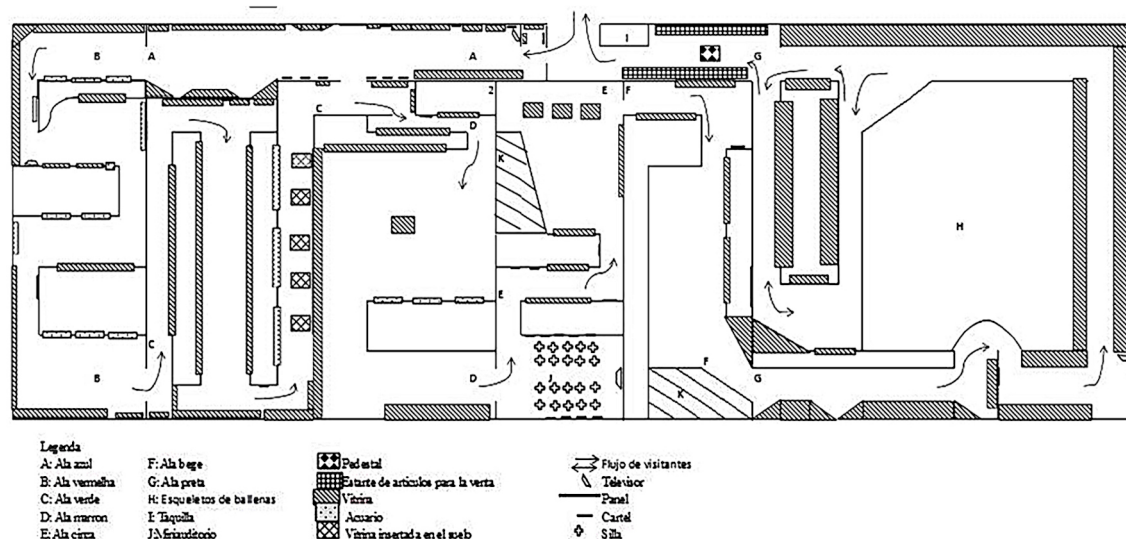 I
B
A
A
G
2
E
F
C
D
K
H
E
C
B
D
J
F
G
K
Legenda
A: Ala azul
B: Ala vermelha
C: Ala verde
D: Ala marron
E: Ala cinza
F: Ala bege
G: Ala preta
H: Esqueletos de ballenas
I: Taquilla
J: Miniauditorio
Pedestal
Estante de articulos para la venta
Vitrina
Acuario
Vitrina insertada en el suelo
Flujo de visitantes
Televisor
Panel
Cartel
Silla